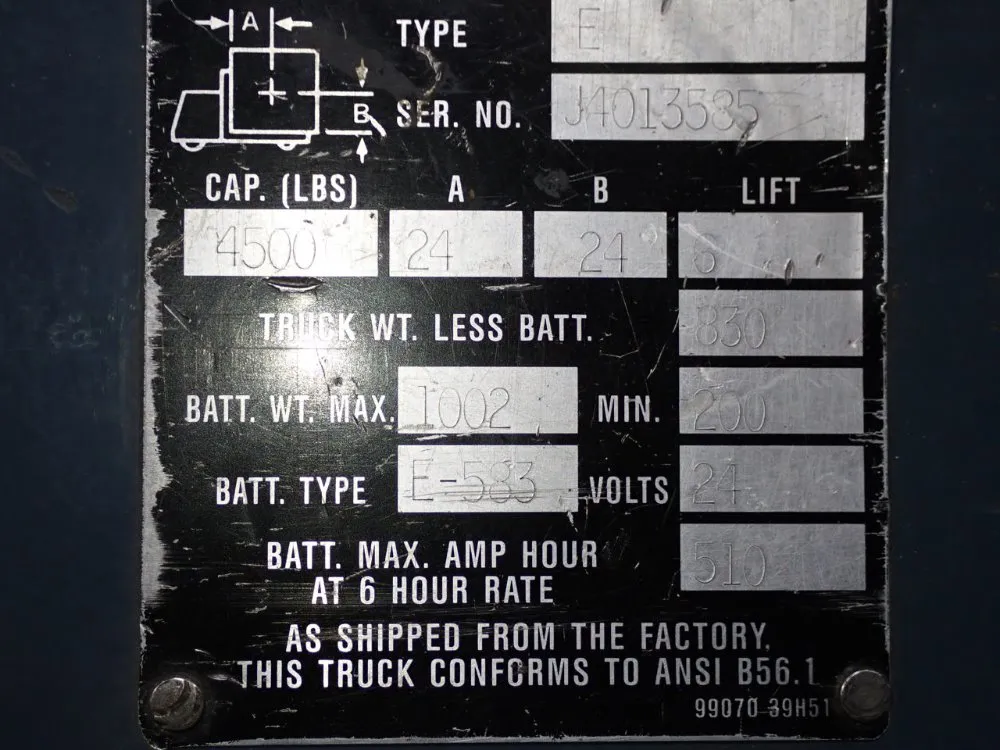 A
TYPE E
B
SER. NO. J4013585
CAP. (LBS) A B LIFT
4500 24 24 6
TRUCK WT. LESS BATT. 830
BATT. WT. MAX. 1002 MIN. 200
BATT. TYPE E-583 VOLTS 24
BATT. MAX. AMP HOUR
AT 6 HOUR RATE 510
AS SHIPPED FROM THE FACTORY,
THIS TRUCK CONFORMS TO ANSI B56.1
99070-39H51